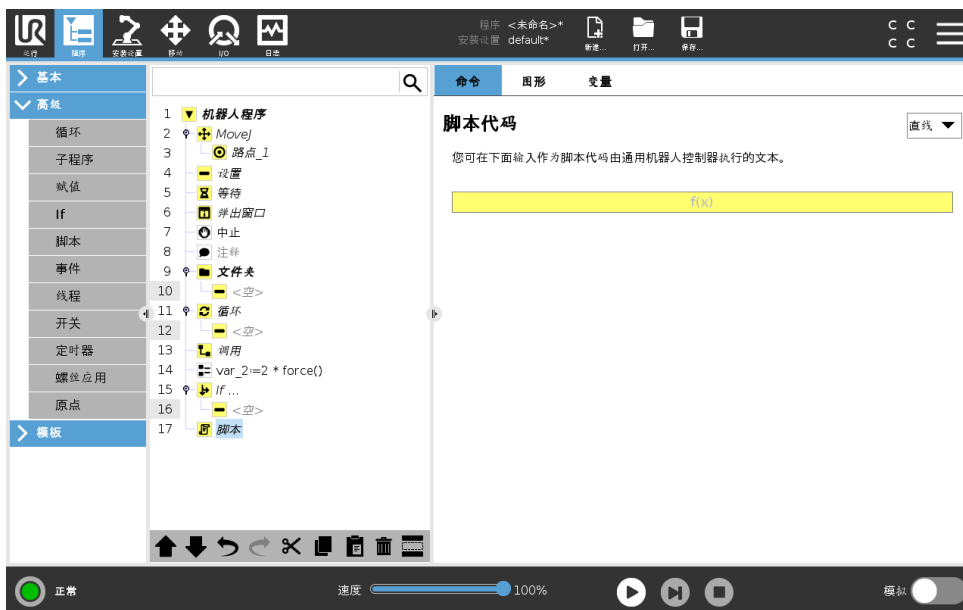 UR
运行
程序
安装设置
移动
I/O
日志
程序 <未命名>*
安装设置 default*
新建...
打开...
保存...
C C
C C
基本
高级
循环
子程序
赋值
If
脚本
事件
线程
开关
定时器
螺丝应用
原点
模板
1 机器人程序
2 MoveJ
3 路点_1
4 设置
5 等待
6 弹出窗口
7 中止
8 注释
9 文件夹
10 <空>
11 循环
12 <空>
13 调用
14 var_2:=2 * force()
15 If ...
16 <空>
17 脚本
命令 图形 变量
脚本代码
直线
您可在下面输入作为脚本代码由通用机器人控制器执行的文本。
f(x)
正常
速度 100%
模拟